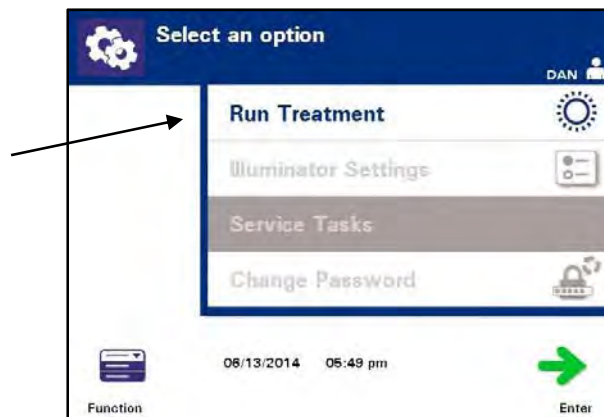 Select an option
DAN
Run Treatment
Illuminator Settings
Service Tasks
Change Password
06/13/2014 05:49 pm
Function
Enter